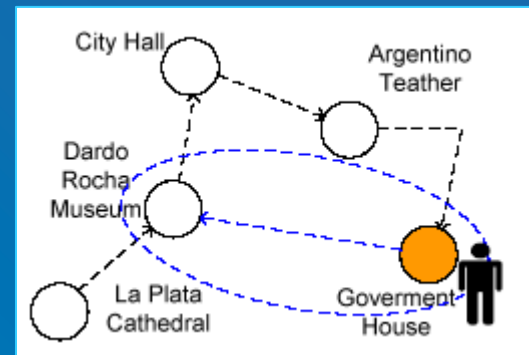 City Hall
Argentino
Teather
Dardo
Rocha
Museum
La Plata
Cathedral
Goverment
House